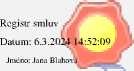 Registr smluv
Datum: 6.3.2024 14:52:09
Jméno: Jana Bláhová